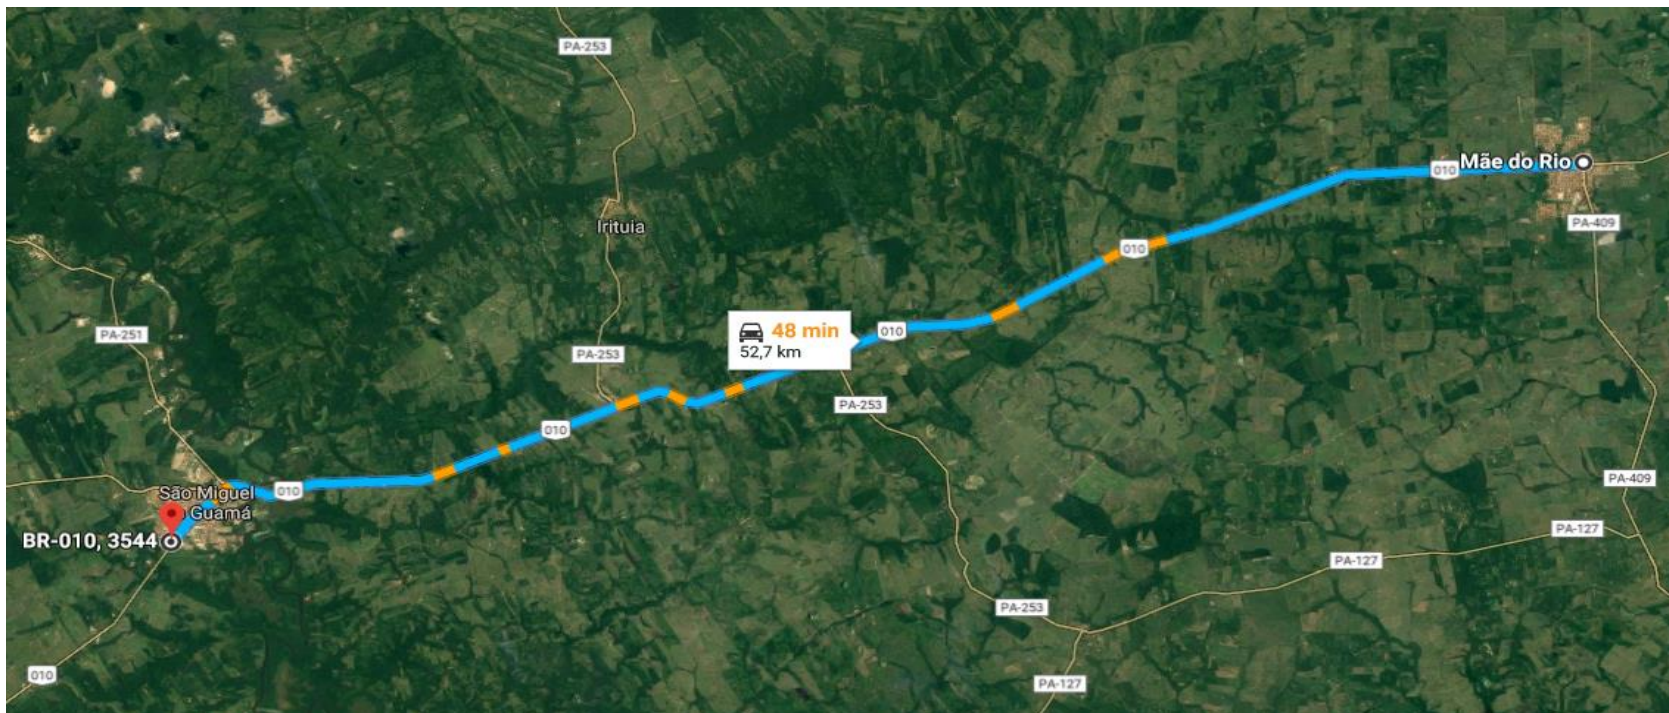 PA-253
Mãe do Rio
010
PA-409
Irituia
010
PA-251
PA-253
48 min
52,7 km
010
PA-253
010
010
São Miguel
Guamá
BR-010, 3544
PA-409
PA-127
PA-127
PA-253
010
PA-127